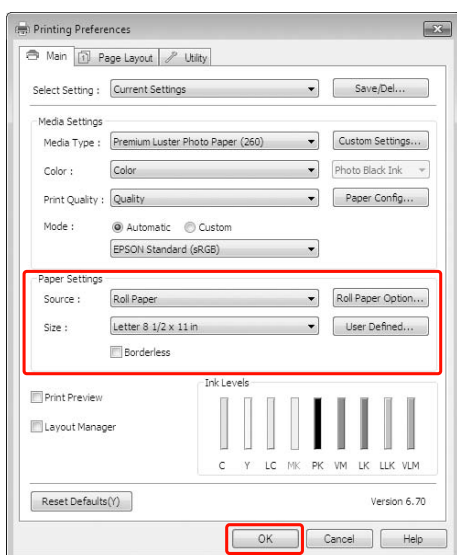 Printing Preferences
Main Page Layout Utility
Select Setting : Current Settings Save/Del...
Media Settings
Media Type : Premium Luster Photo Paper (260) Custom Settings...
Color : Color Photo Black Ink
Print Quality : Quality Paper Config...
Mode : Automatic Custom
EPSON Standard (sRGB)
Paper Settings
Source : Roll Paper Roll Paper Option...
Size : Letter 8 1/2 x 11 in User Defined...
Borderless
Ink Levels
Print Preview
Layout Manager
C Y LC MK PK VM LK LLK VLM
Reset Defaults(Y) Version 6.70
OK Cancel Help